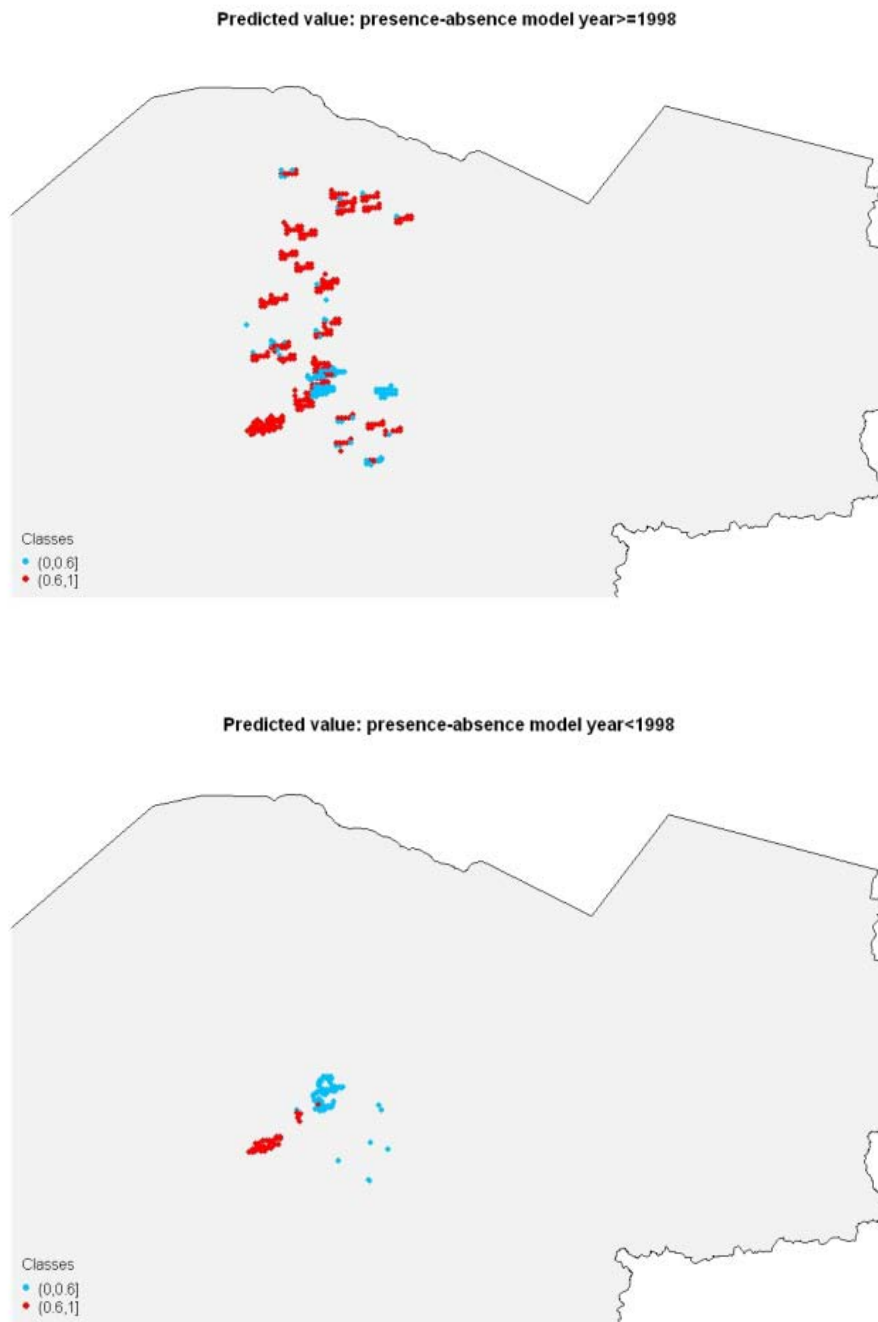 Predicted value: presence-absence model year>=1998
Classes
(0,0.6]
(0.6,1]
Predicted value: presence-absence model year<1998
Classes
(0,0.6]
(0.6,1]